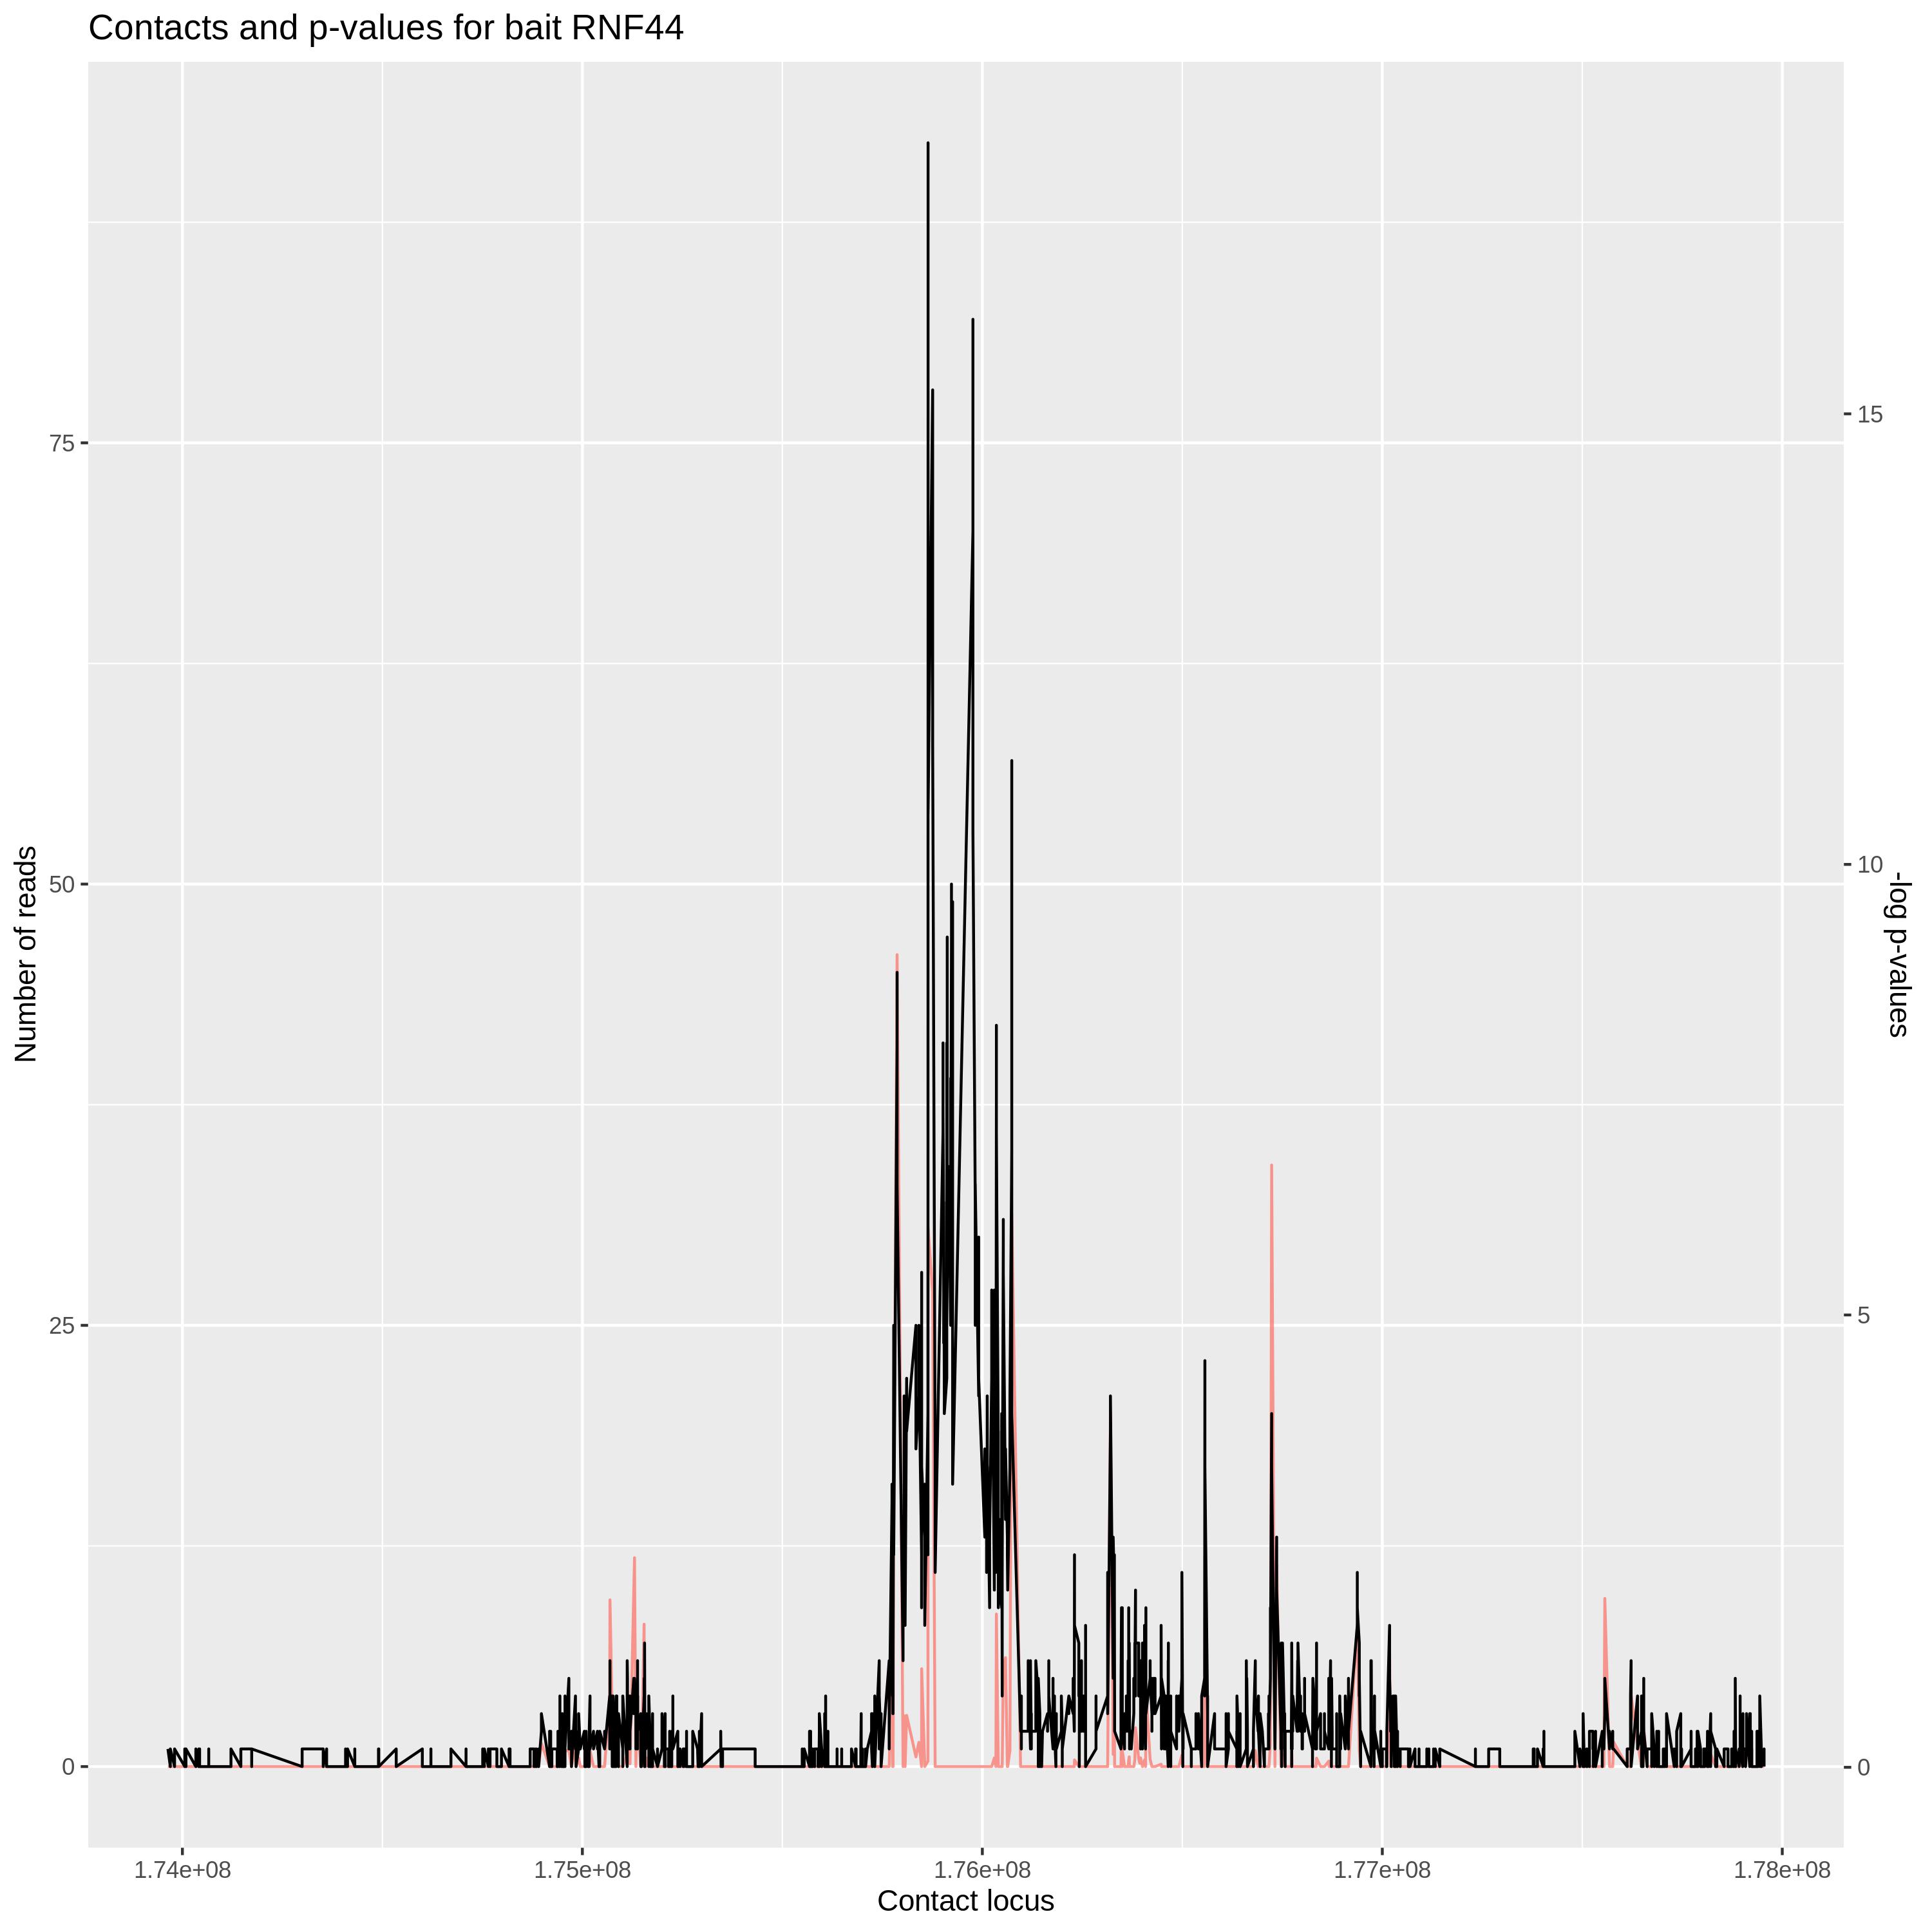 Contacts and p-values for bait RNF44
Number of reads
75
50
25
0
15
10
5
0
-log p-values
1.74e+08
1.75e+08
1.76e+08
1.77e+08
1.78e+08
Contact locus